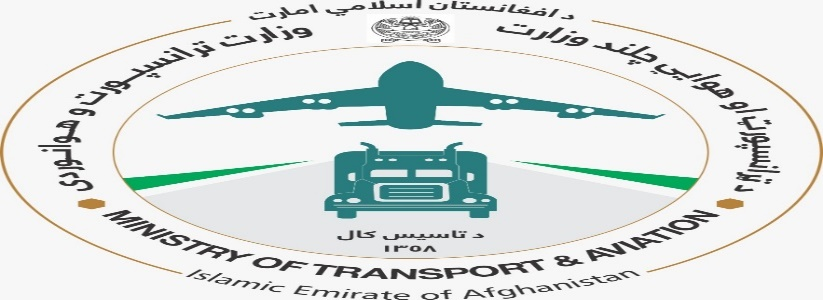 د افغانستان اسلامي امارت
د ټرانسپورټ او هوايي چلند وزارت
وزارت ترانسپورت و هوانوردی
د تاسیس کال
۱۳۵۸
MINISTRY OF TRANSPORT & AVIATION
Islamic Emirate of Afghanistan